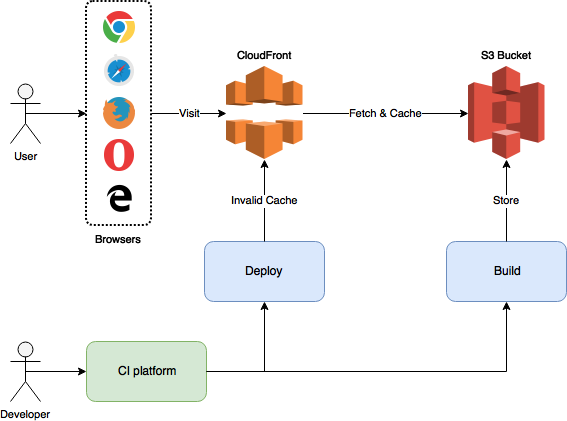 CloudFront
S3 Bucket
Visit
Fetch & Cache
User
Browsers
Invalid Cache
Store
Deploy
Build
CI platform
Developer